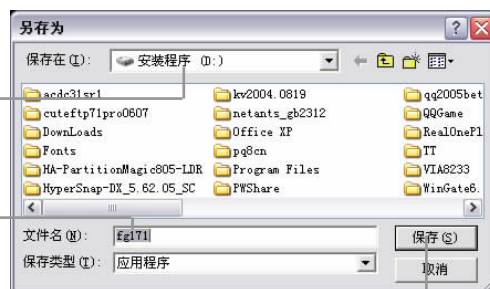 另存为
保存在(I): 安装程序 (D:)
acdc31sr1 kv2004.0819 qq2005bet
cuteftp71pro0607 netants_gb2312 QQGame
DownLoads Office XP RealOnePl
Fonts pq8cn TT
HA-PartitionMagic805-LDR Program Files VIA8233
HyperSnap-DX_5.62.05_SC PWShare WinGate6.
文件名(N): fg171 保存(S)
保存类型(T): 应用程序 取消